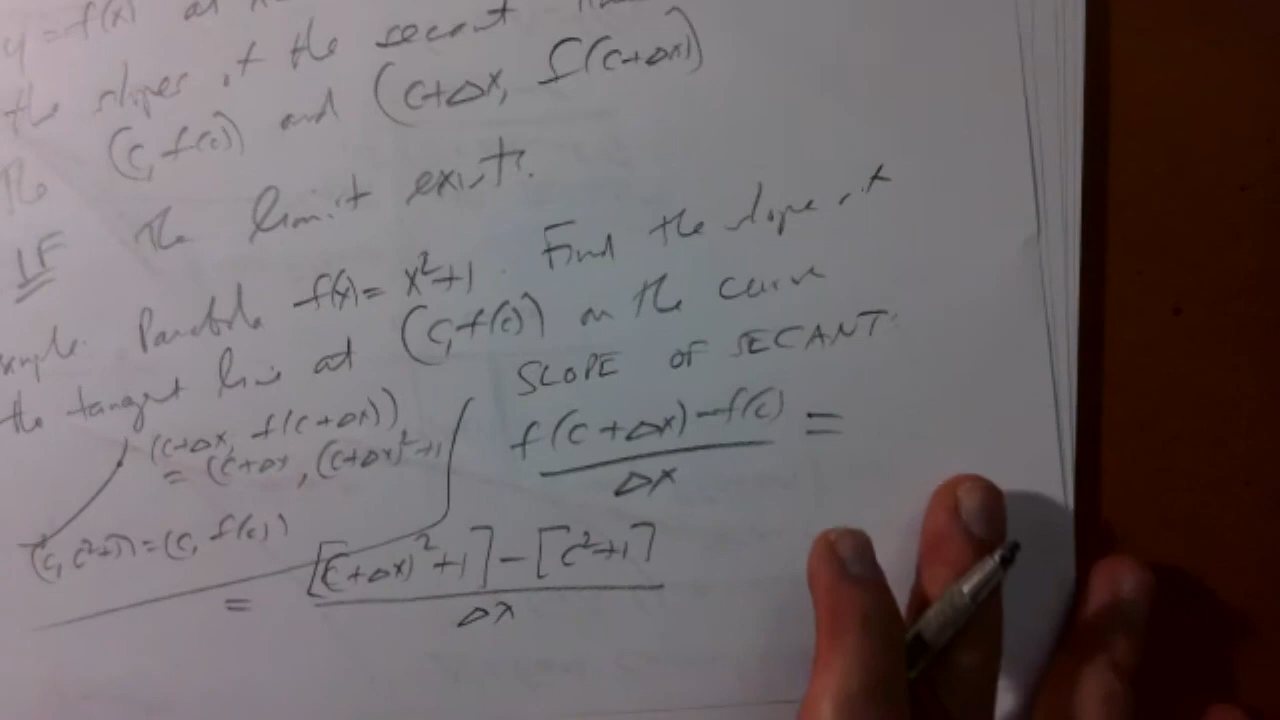 y = f(x) at
the slopes of the secant
The (c, f(c)) and (c+Δx, f(c+Δx))
IF the limit exists.
Parabola f(x) = x²+1. Find the slope of
the tangent line at (c, f(c)) on the curve
SLOPE OF SECANT
(c+Δx, f(c+Δx))
= (c+Δx, (c+Δx)²+1
(c, c²+1) = (c, f(c))
f(c+Δx)-f(c) =
Δx
= [(c+Δx)²+1] - [c²+1]
Δx